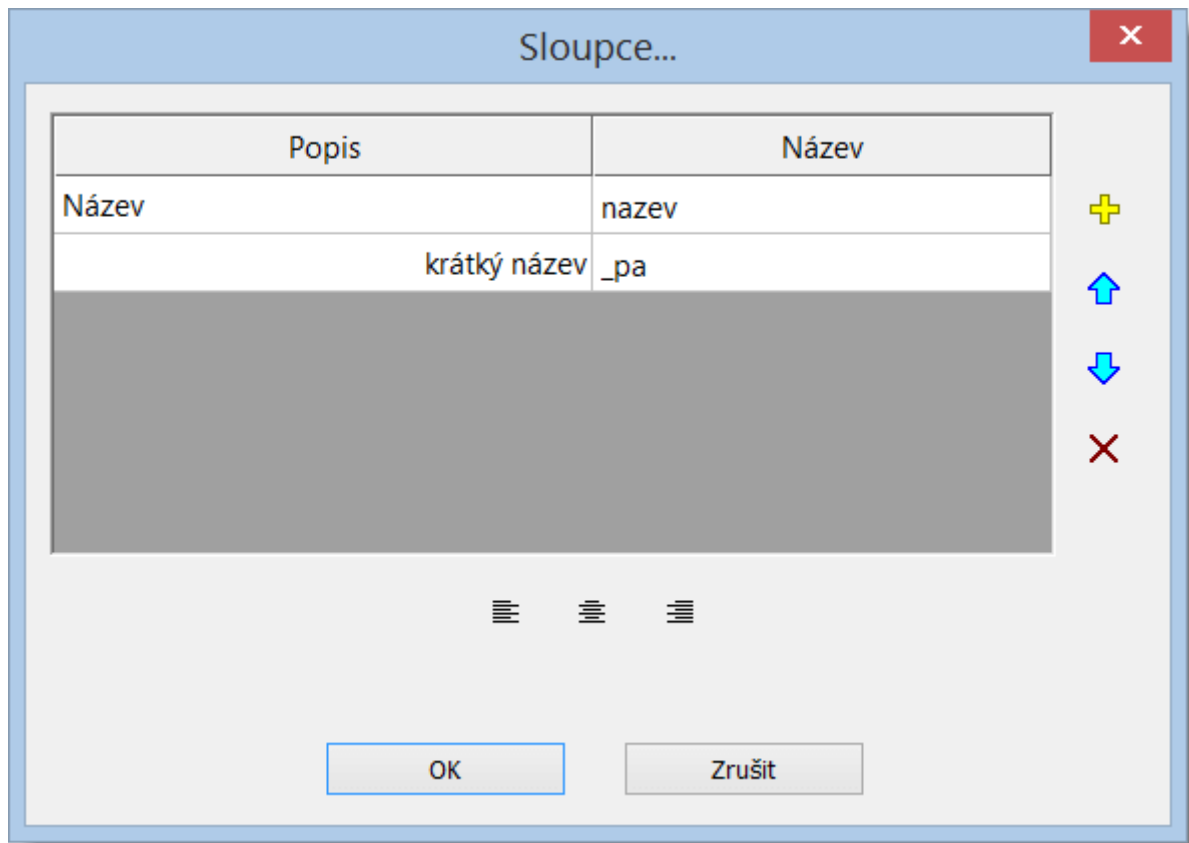 Sloupce...
Popis Název
Název nazev
krátký název _pa
OK Zrušit